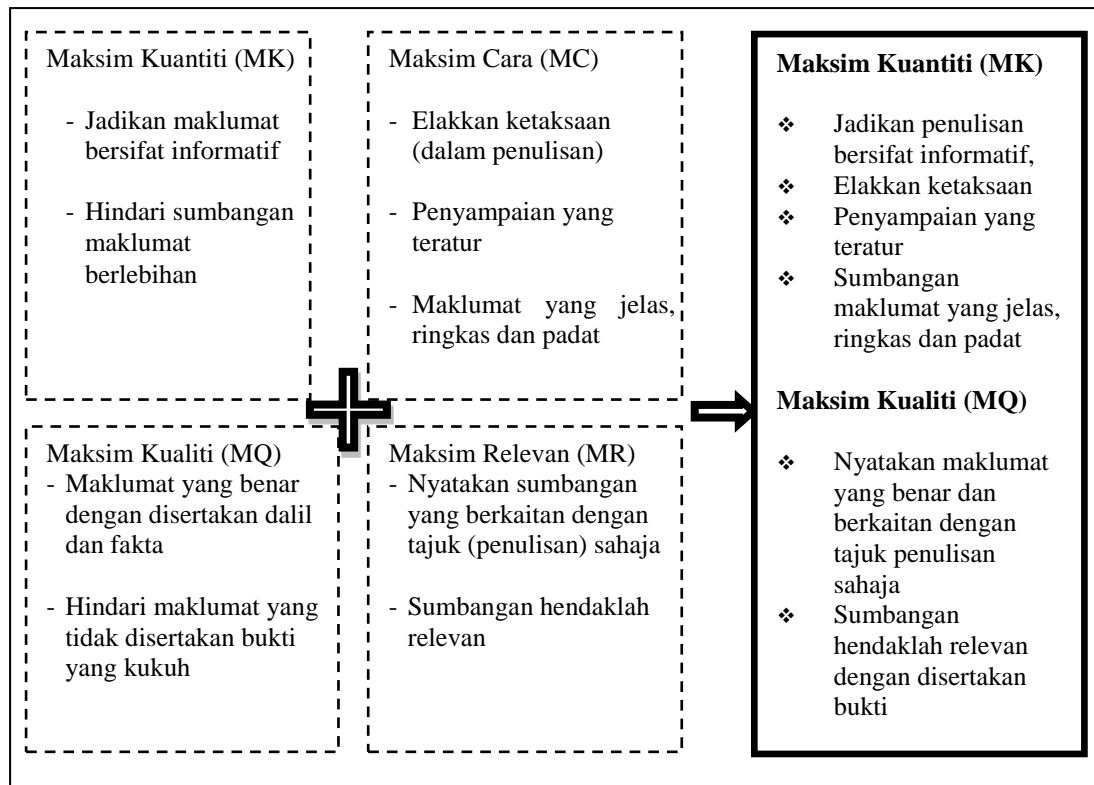 Maksim Kuantiti (MK)
- Jadikan maklumat
bersifat informatif
- Hindari sumbangan
maklumat
berlebihan
Maksim Cara (MC)
- Elakkan ketaksaan
(dalam penulisan)
- Penyampaian yang
teratur
- Maklumat yang jelas,
ringkas dan padat
Maksim Kualiti (MQ)
- Maklumat yang benar
dengan disertakan dalil
dan fakta
- Hindari maklumat yang
tidak disertakan bukti
yang kukuh
Maksim Relevan (MR)
- Nyatakan sumbangan
yang berkaitan dengan
tajuk (penulisan) sahaja
- Sumbangan hendaklah
relevan
Maksim Kuantiti (MK)
❖ Jadikan penulisan
bersifat informatif,
❖ Elakkan ketaksaan
❖ Penyampaian yang
teratur
❖ Sumbangan
maklumat yang jelas,
ringkas dan padat
Maksim Kualiti (MQ)
❖ Nyatakan maklumat
yang benar dan
berkaitan dengan
tajuk penulisan
sahaja
❖ Sumbangan
hendaklah relevan
dengan disertakan
bukti